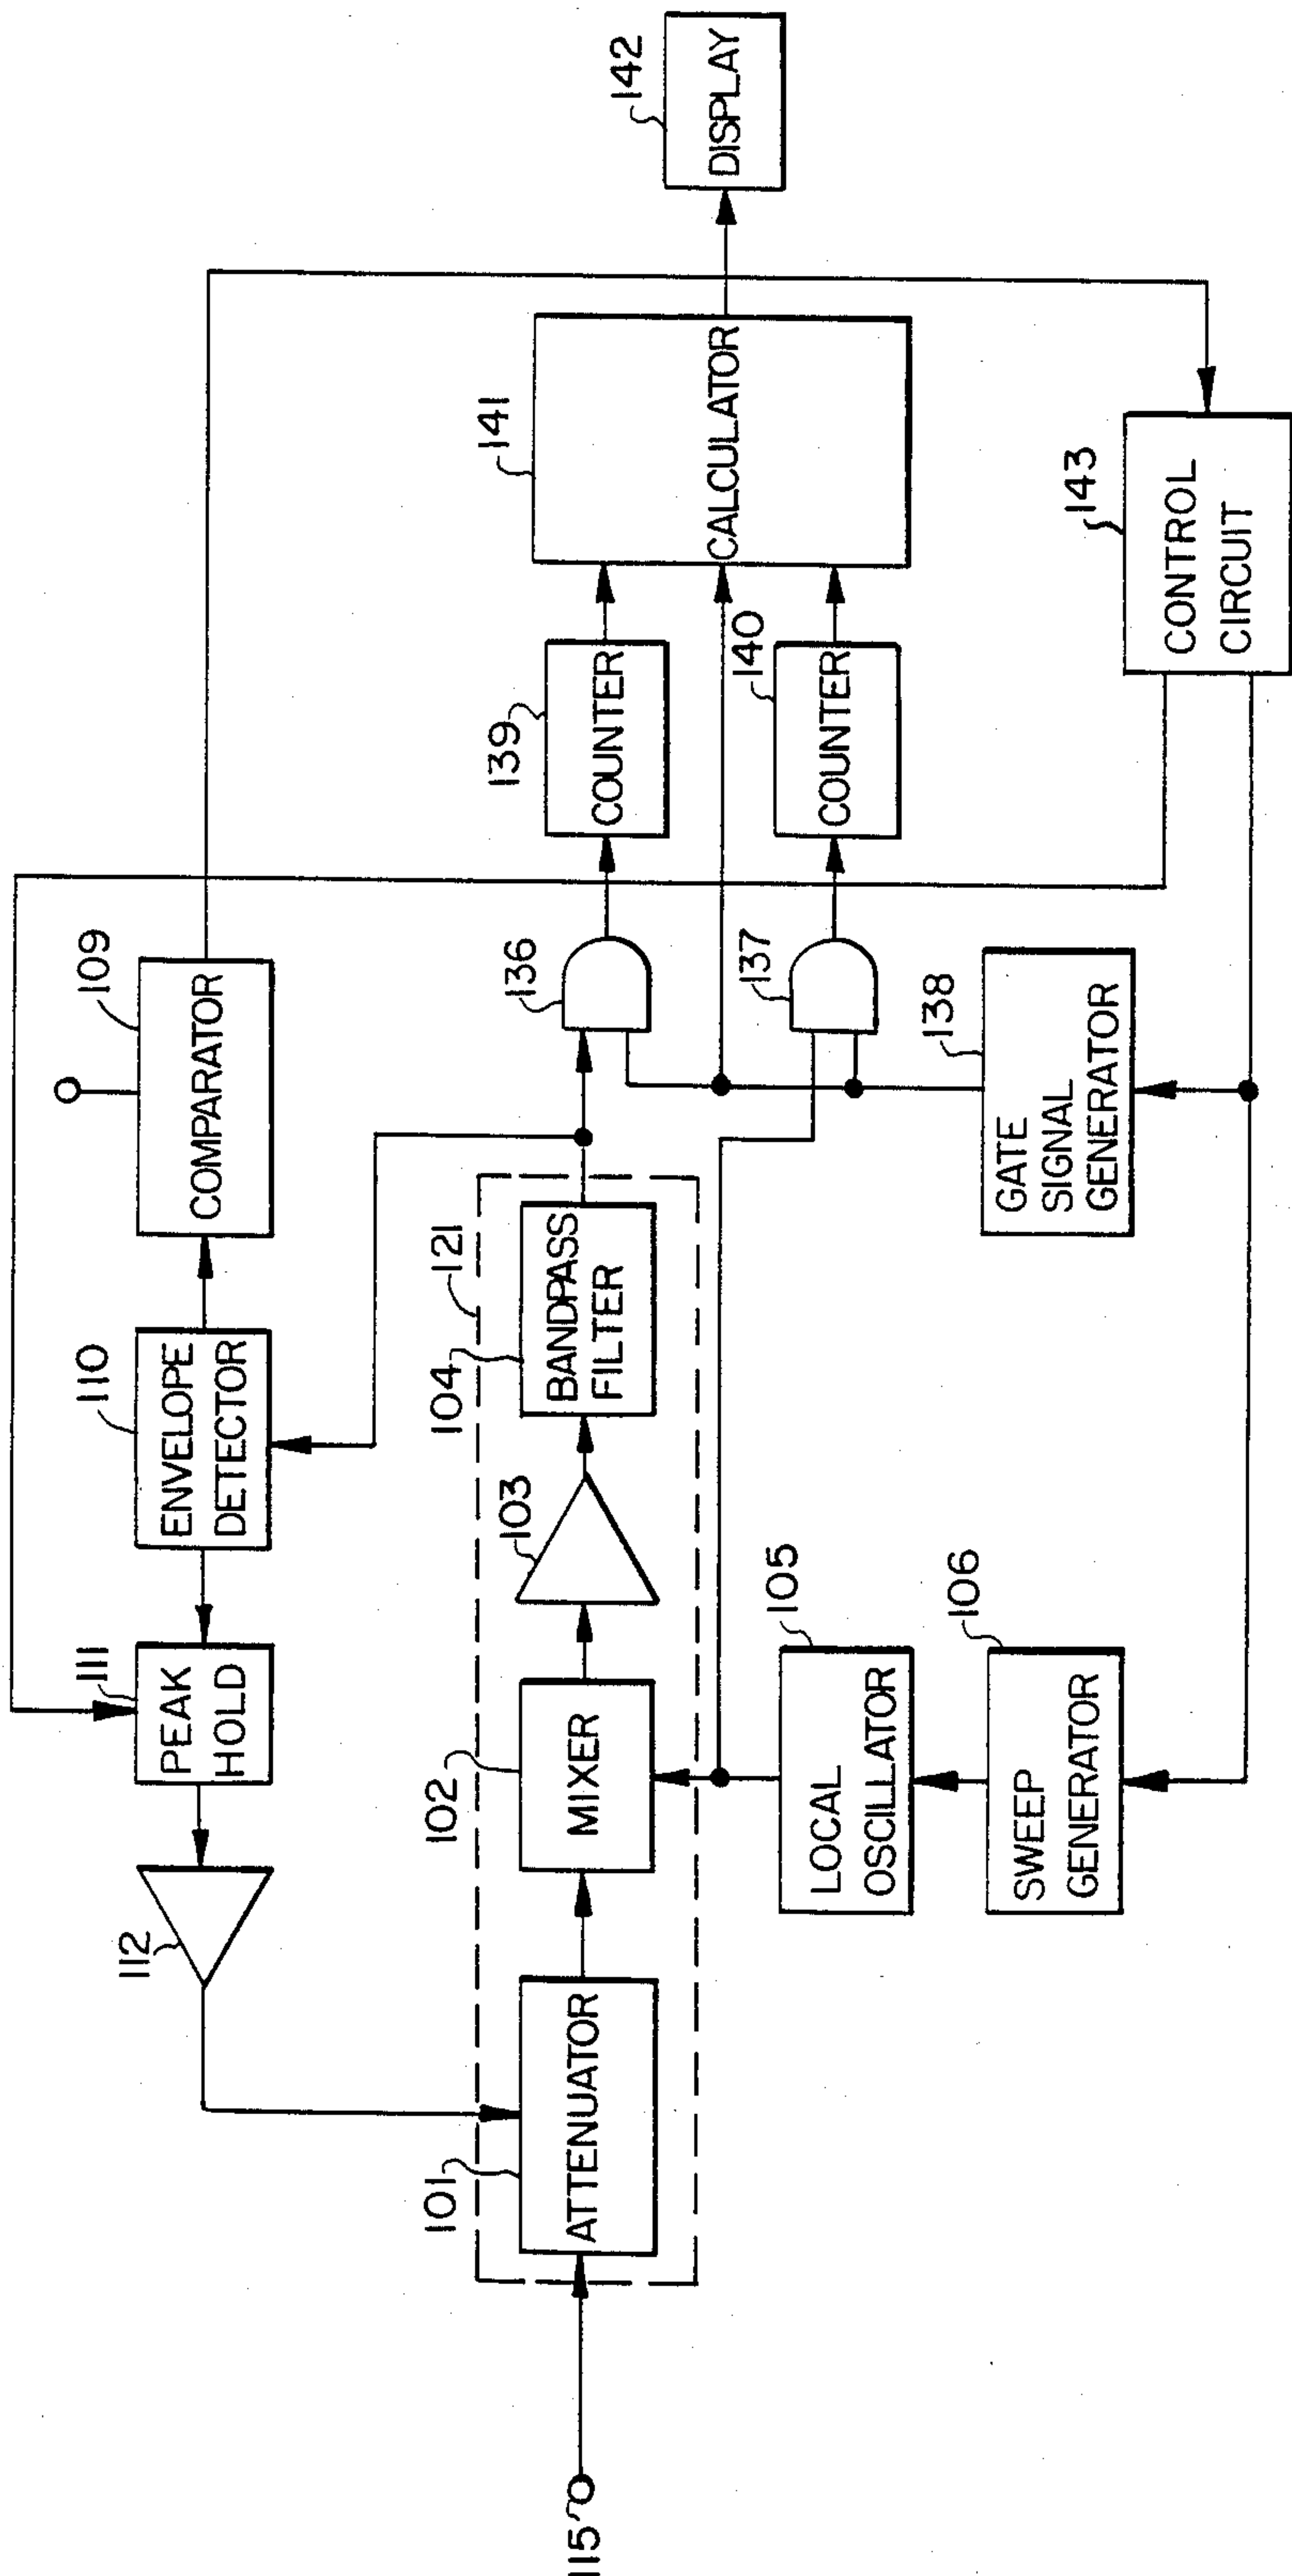 111
PEAK
HOLD
110
ENVELOPE
DETECTOR
109
COMPARATOR
112
142
DISPLAY
121
101
ATTENUATOR
102
MIXER
103
104
BANDPASS
FILTER
115
136
139
COUNTER
141
CALCULATOR
137
140
COUNTER
105
LOCAL
OSCILLATOR
106
SWEEP
GENERATOR
138
GATE
SIGNAL
GENERATOR
143
CONTROL
CIRCUIT